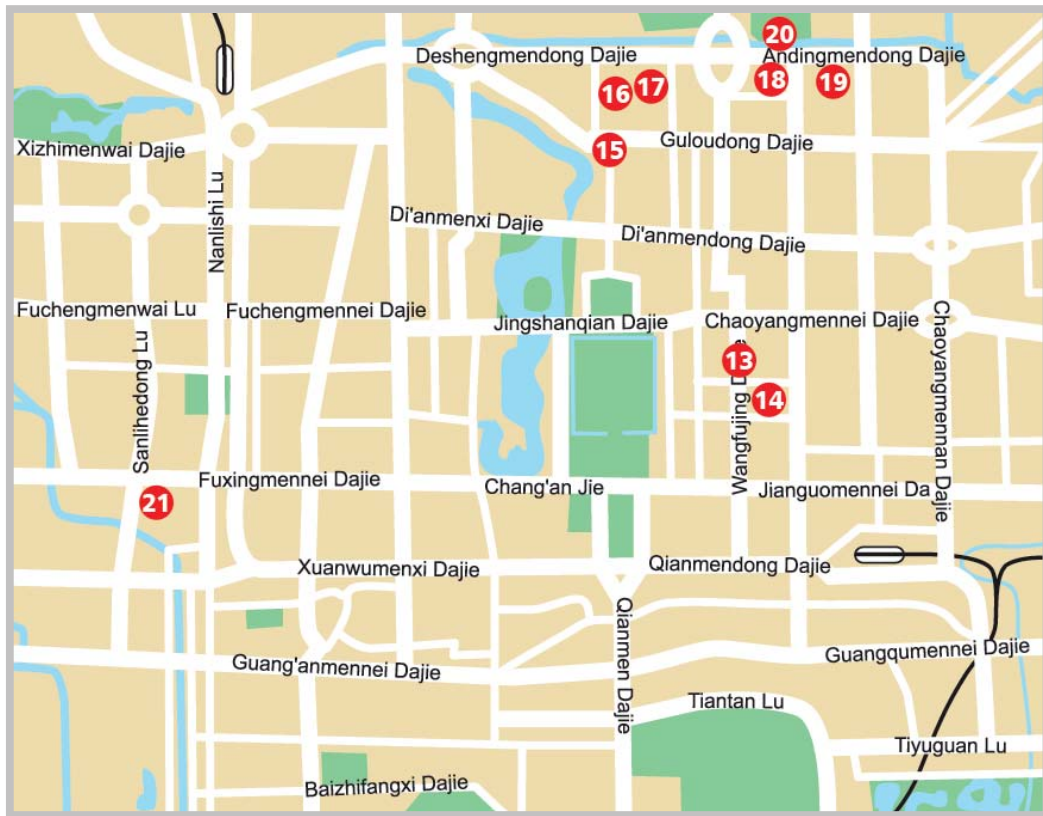 20
Deshengmendong Dajie
Andingmendong Dajie
16
17
18
19
Xizhimenwai Dajie
15
Guloudong Dajie
Nanlishi Lu
Di'anmenxi Dajie
Di'anmendong Dajie
Fuchengmenwai Lu
Fuchengmennei Dajie
Jingshanqian Dajie
Chaoyangmennei Dajie
Chaoyangmennan Dajie
13
14
Wangfujing D
Sanlihedong Lu
Fuxingmennei Dajie
Chang'an Jie
Jianguomennei Da
21
Xuanwumenxi Dajie
Qianmendong Dajie
Qianmen Dajie
Guang'anmennei Dajie
Guangqumennei Dajie
Tiantan Lu
Tiyuguan Lu
Baizhifangxi Dajie